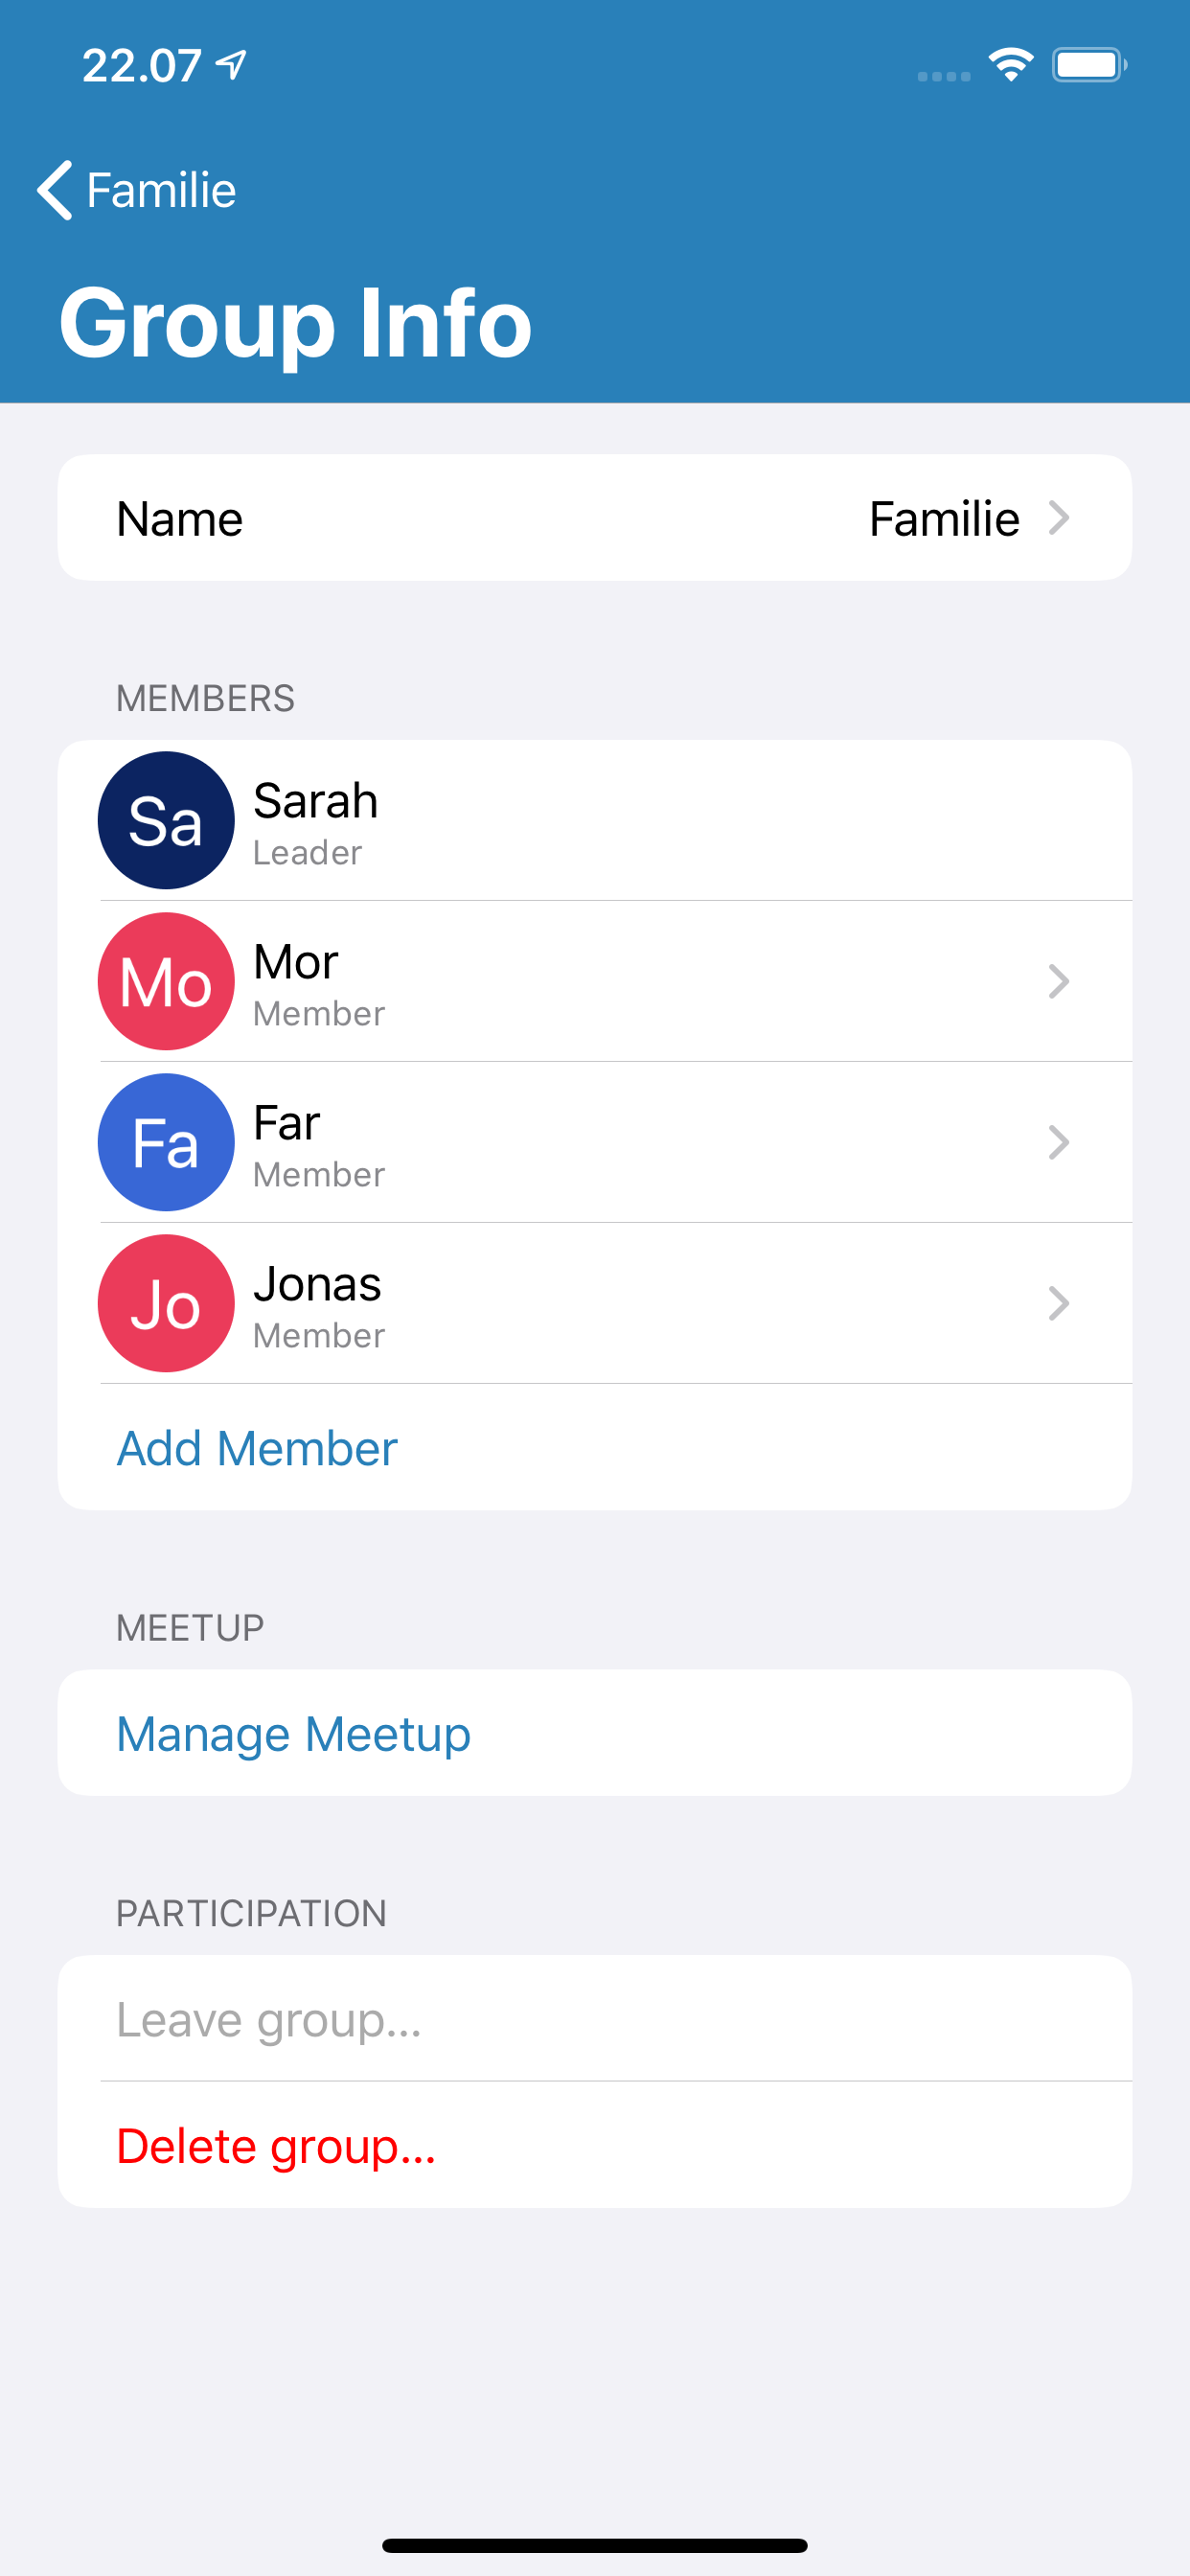 22.07
Familie
Group Info
Name Familie
MEMBERS
Sa Sarah
Leader
Mo Mor
Member
Fa Far
Member
Jo Jonas
Member
Add Member
MEETUP
Manage Meetup
PARTICIPATION
Leave group...
Delete group...